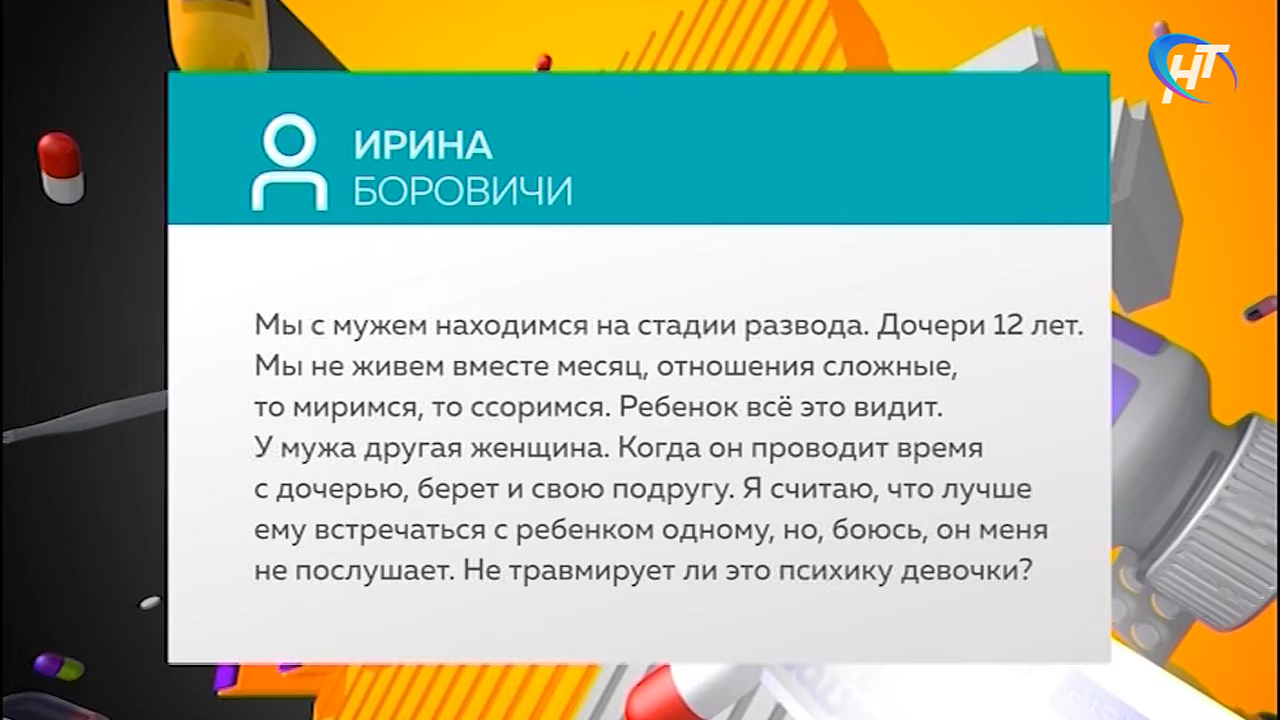 НТ
ИРИНА
БОРОВИЧИ
Мы с мужем находимся на стадии развода. Дочери 12 лет.
Мы не живем вместе месяц, отношения сложные,
то миримся, то ссоримся. Ребенок всё это видит.
У мужа другая женщина. Когда он проводит время
с дочерью, берет и свою подругу. Я считаю, что лучше
ему встречаться с ребенком одному, но, боюсь, он меня
не послушает. Не травмирует ли это психику девочки?